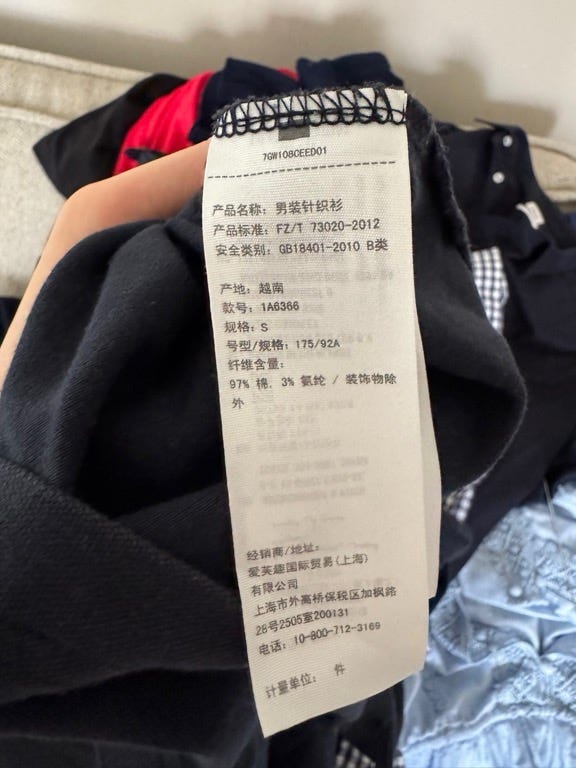 7GW108CEED01
产品名称: 男装针织衫
产品标准: FZ/T 73020-2012
安全类别: GB18401-2010 B类
产地: 越南
款号: 1A6366
规格: S
号型/规格: 175/92A
纤维含量:
97% 棉, 3% 氨纶 / 装饰物除
外
经销商/地址:
爱芙趣国际贸易(上海)
有限公司
上海市外高桥保税区加枫路
28号2505室200131
电话: 10-800-712-3169
计量单位: 件